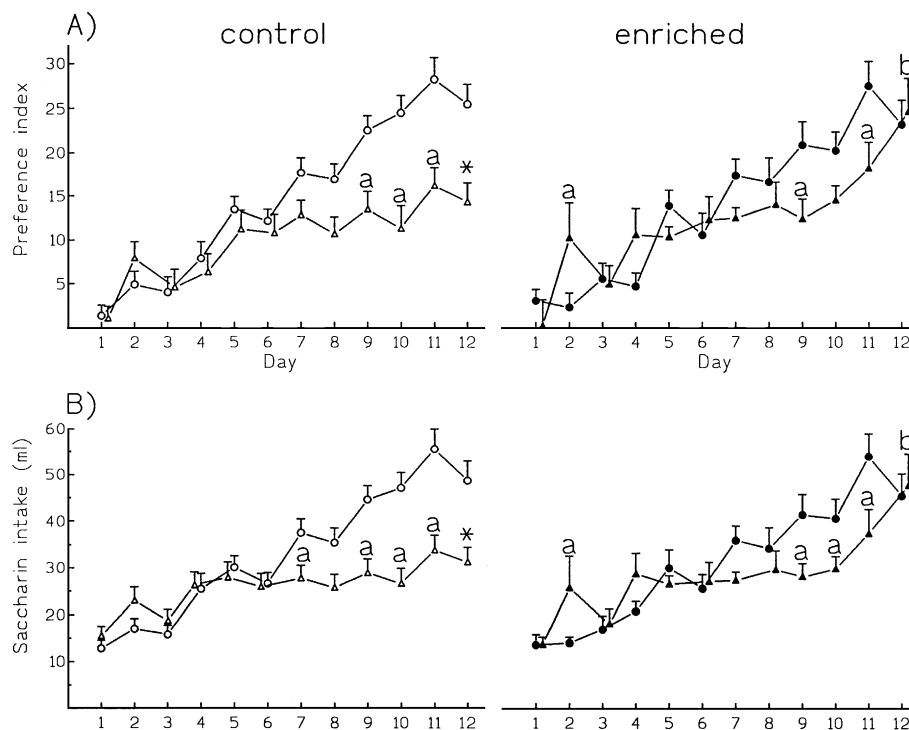 A)
control
enriched
Preference index
30
25
20
15
10
5
a
a
a
*
a
a
a
b
1 2 3 4 5 6 7 8 9 10 11 12
Day
1 2 3 4 5 6 7 8 9 10 11 12
Day
B)
Saccharin intake (ml)
60
50
40
30
20
10
a
a
a
a
*
a
a
a
a
b
1 2 3 4 5 6 7 8 9 10 11 12
1 2 3 4 5 6 7 8 9 10 11 12